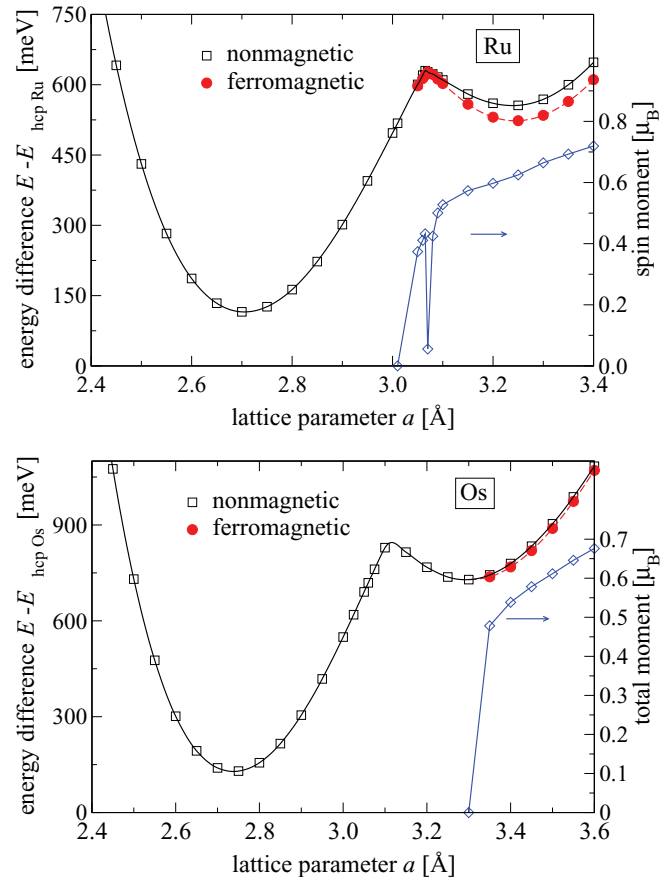 750
600
450
300
150
0
energy difference E -E hcp Ru [meV]
nonmagnetic
ferromagnetic
Ru
0.8
0.6
0.4
0.2
0.0
spin moment [μB]
2.4 2.6 2.8 3.0 3.2 3.4
lattice parameter a [Å]
900
600
300
0
energy difference E -E hcp Os [meV]
nonmagnetic
ferromagnetic
Os
0.7
0.6
0.5
0.4
0.3
0.2
0.1
0
total moment [μB]
2.4 2.6 2.8 3.0 3.2 3.4 3.6
lattice parameter a [Å]